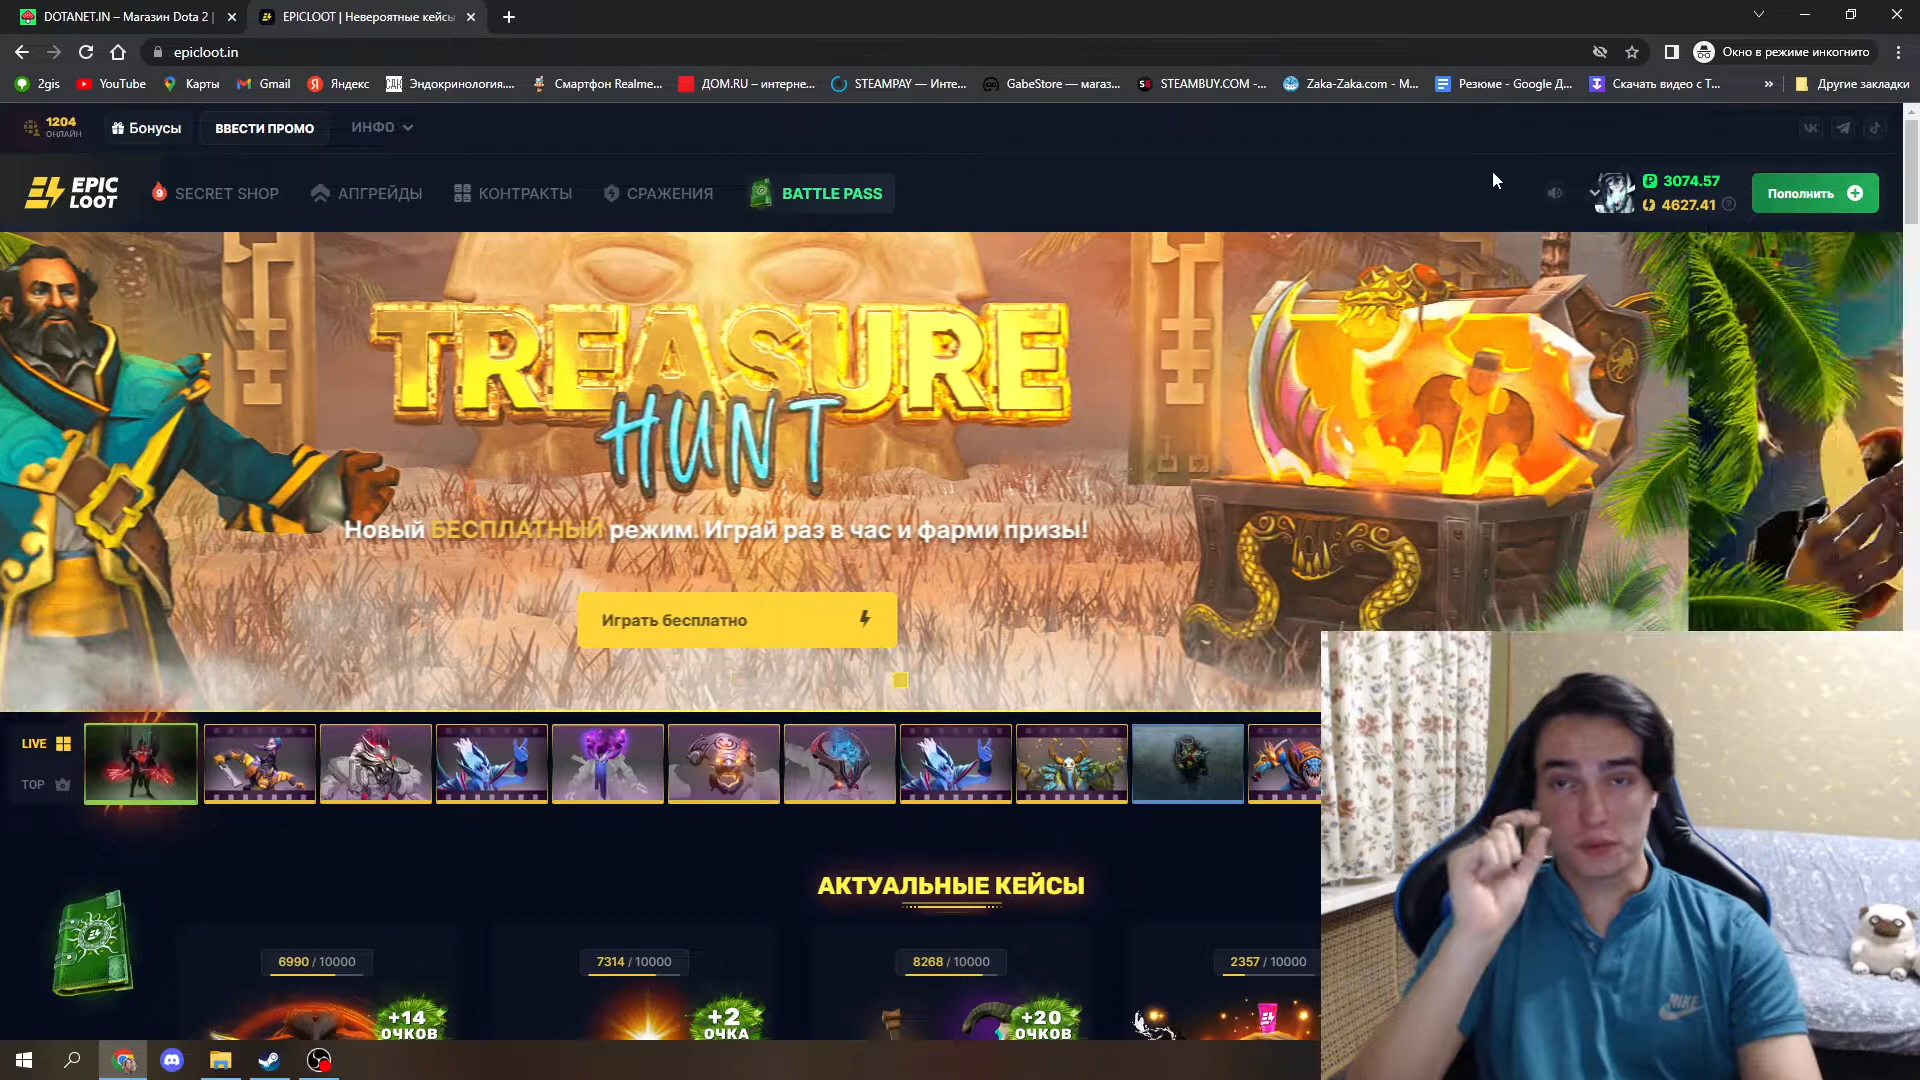 DOTANET.IN – Магазин Dota 2 |
EPICLOOT | Невероятные кейсы
epicloot.in
Окно в режиме инкогнито
2gis
YouTube
Карты
Gmail
Яндекс
Эндокринология....
Смартфон Realme...
ДОМ.RU – интерне...
STEAMPAY — Инте...
GabeStore — магаз...
STEAMBUY.COM -...
Zaka-Zaka.com - M...
Резюме - Google Д...
Скачать видео с Т...
»
Другие закладки
1204
ОНЛАЙН
Бонусы
ВВЕСТИ ПРОМО
ИНФО
EPIC
LOOT
9
SECRET SHOP
АПГРЕЙДЫ
КОНТРАКТЫ
СРАЖЕНИЯ
BATTLE PASS
3074.57
4627.41
Пополнить
TREASURE
HUNT
Новый БЕСПЛАТНЫЙ режим. Играй раз в час и фарми призы!
Играть бесплатно
LIVE
TOP
АКТУАЛЬНЫЕ КЕЙСЫ
6990 / 10000
7314 / 10000
8268 / 10000
2357 / 10000
+14
ОЧКОВ
+2
ОЧКА
+20
ОЧКОВ
NIKE